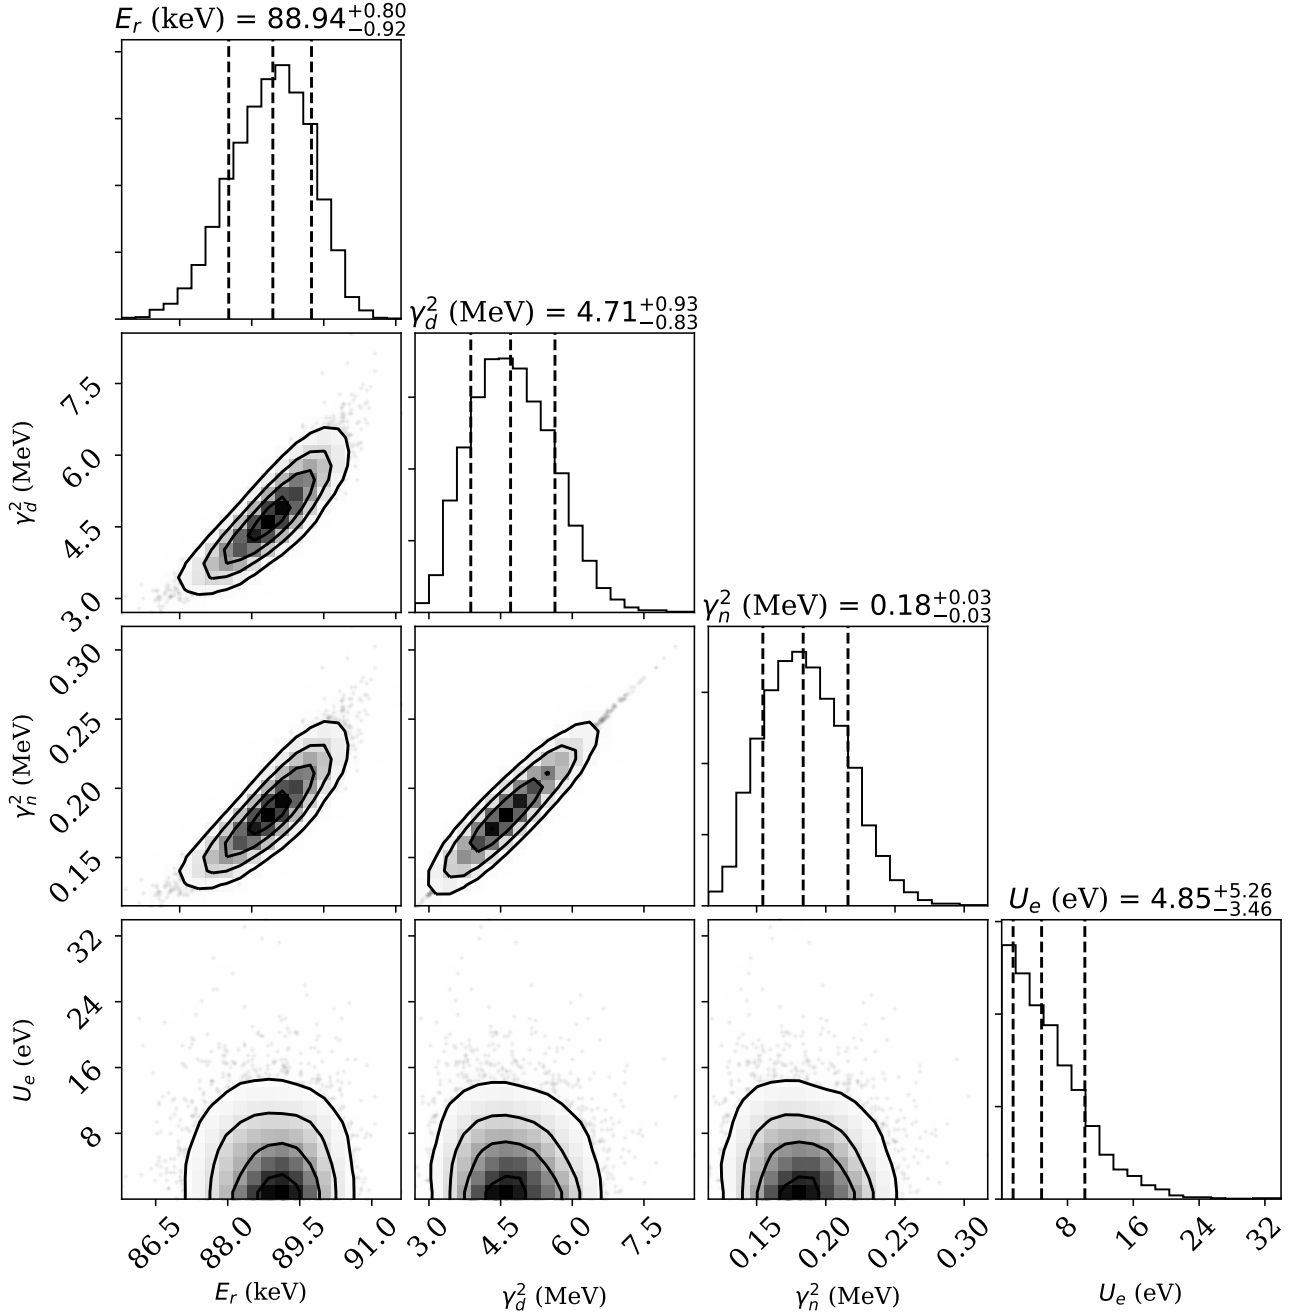 E_r (keV) = 88.94^{+0.80}_{−0.92}
γ_d^2 (MeV) = 4.71^{+0.93}_{−0.83}
7.5
6.0
4.5
3.0
γ_d^2 (MeV)
γ_n^2 (MeV) = 0.18^{+0.03}_{−0.03}
0.30
0.25
0.20
0.15
γ_n^2 (MeV)
U_e (eV) = 4.85^{+5.26}_{−3.46}
32
24
16
8
U_e (eV)
86.5 88.0 89.5 91.0 3.0 4.5 6.0 7.5 0.15 0.20 0.25 0.30 8 16 24 32
E_r (keV) γ_d^2 (MeV) γ_n^2 (MeV) U_e (eV)